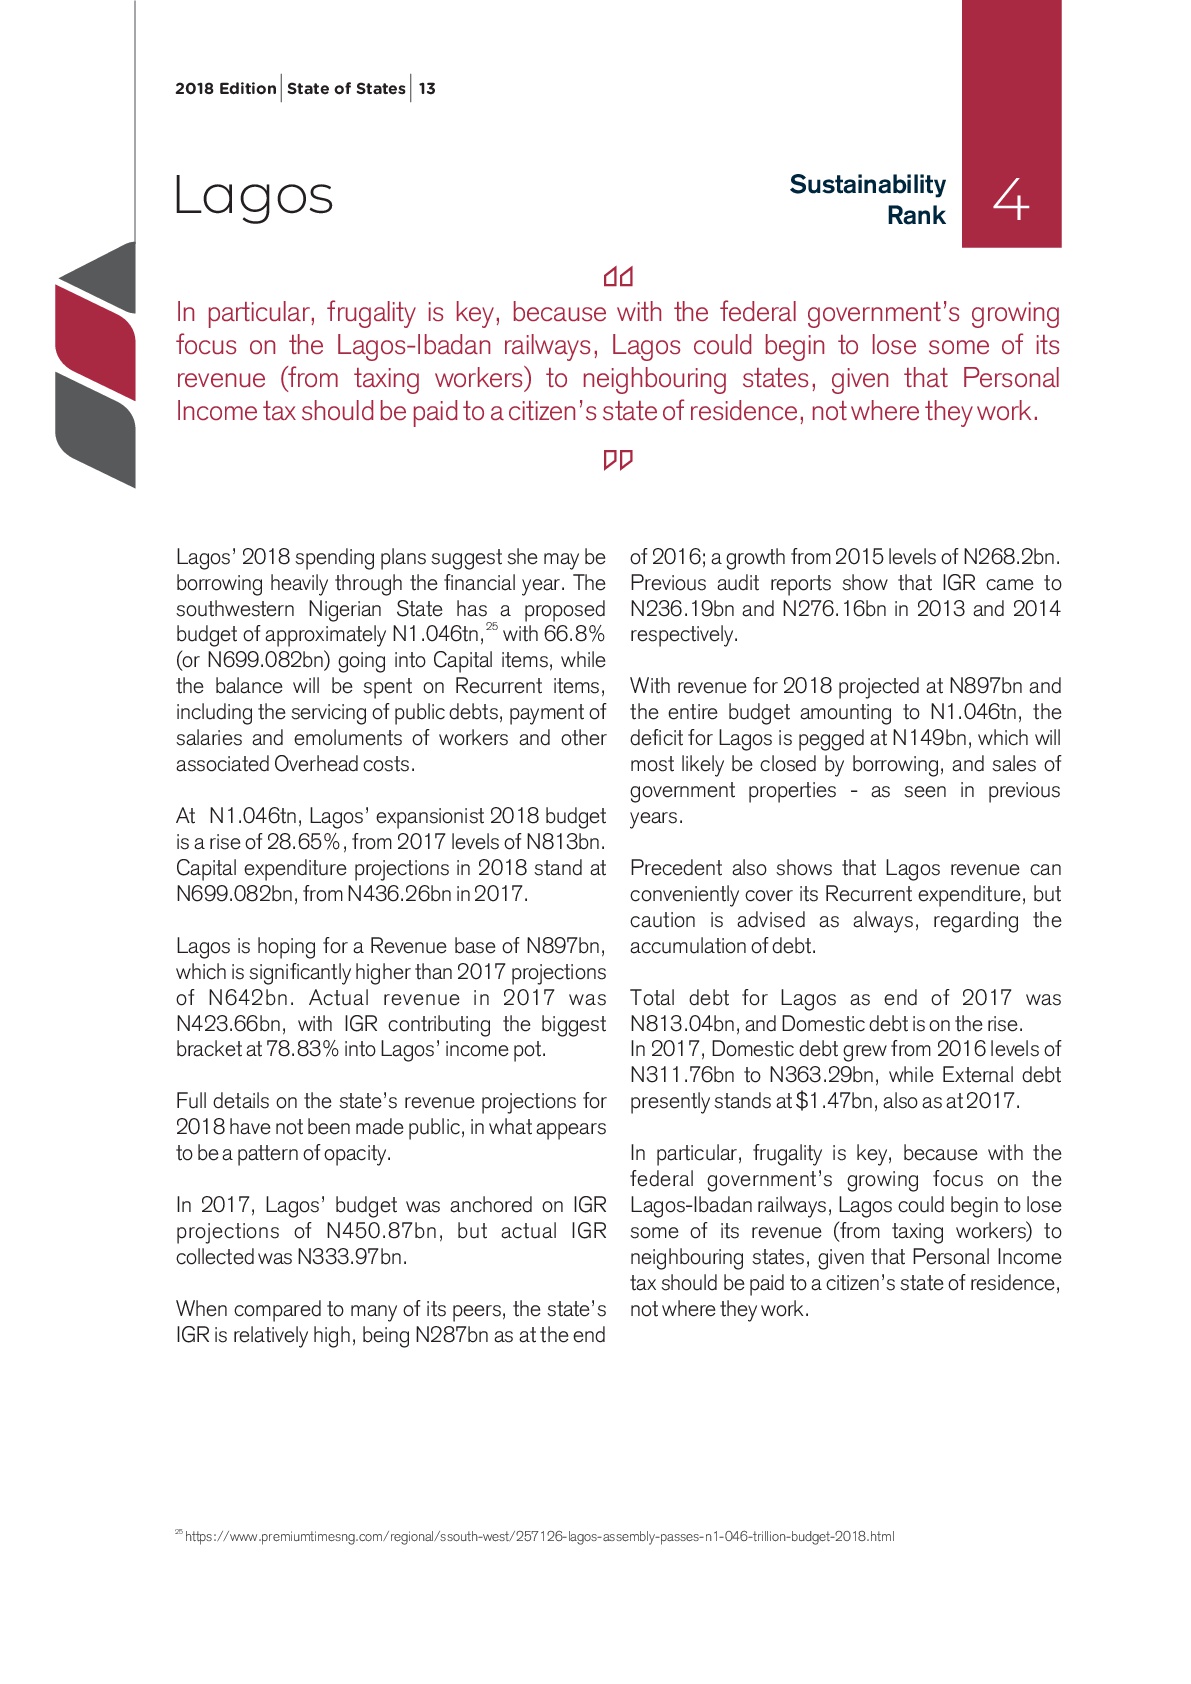 2018 Edition | State of States | 13
Lagos
Sustainability
Rank
4
In particular, frugality is key, because with the federal government's growing
focus on the Lagos-Ibadan railways, Lagos could begin to lose some of its
revenue (from taxing workers) to neighbouring states, given that Personal
Income tax should be paid to a citizen's state of residence, not where they work.
Lagos' 2018 spending plans suggest she may be
borrowing heavily through the financial year. The
southwestern Nigerian State has a proposed
budget of approximately N1.046tn,25 with 66.8%
(or N699.082bn) going into Capital items, while
the balance will be spent on Recurrent items,
including the servicing of public debts, payment of
salaries and emoluments of workers and other
associated Overhead costs.
At N1.046tn, Lagos' expansionist 2018 budget
is a rise of 28.65%, from 2017 levels of N813bn.
Capital expenditure projections in 2018 stand at
N699.082bn, from N436.26bn in 2017.
Lagos is hoping for a Revenue base of N897bn,
which is significantly higher than 2017 projections
of N642bn. Actual revenue in 2017 was
N423.66bn, with IGR contributing the biggest
bracket at 78.83% into Lagos' income pot.
Full details on the state's revenue projections for
2018 have not been made public, in what appears
to be a pattern of opacity.
In 2017, Lagos' budget was anchored on IGR
projections of N450.87bn, but actual IGR
collected was N333.97bn.
When compared to many of its peers, the state's
IGR is relatively high, being N287bn as at the end
of 2016; a growth from 2015 levels of N268.2bn.
Previous audit reports show that IGR came to
N236.19bn and N276.16bn in 2013 and 2014
respectively.
With revenue for 2018 projected at N897bn and
the entire budget amounting to N1.046tn, the
deficit for Lagos is pegged at N149bn, which will
most likely be closed by borrowing, and sales of
government properties - as seen in previous
years.
Precedent also shows that Lagos revenue can
conveniently cover its Recurrent expenditure, but
caution is advised as always, regarding the
accumulation of debt.
Total debt for Lagos as end of 2017 was
N813.04bn, and Domestic debt is on the rise.
In 2017, Domestic debt grew from 2016 levels of
N311.76bn to N363.29bn, while External debt
presently stands at $1.47bn, also as at 2017.
In particular, frugality is key, because with the
federal government's growing focus on the
Lagos-Ibadan railways, Lagos could begin to lose
some of its revenue (from taxing workers) to
neighbouring states, given that Personal Income
tax should be paid to a citizen's state of residence,
not where they work.
25 https://www.premiumtimesng.com/regional/ssouth-west/257126-lagos-assembly-passes-n1-046-trillion-budget-2018.html